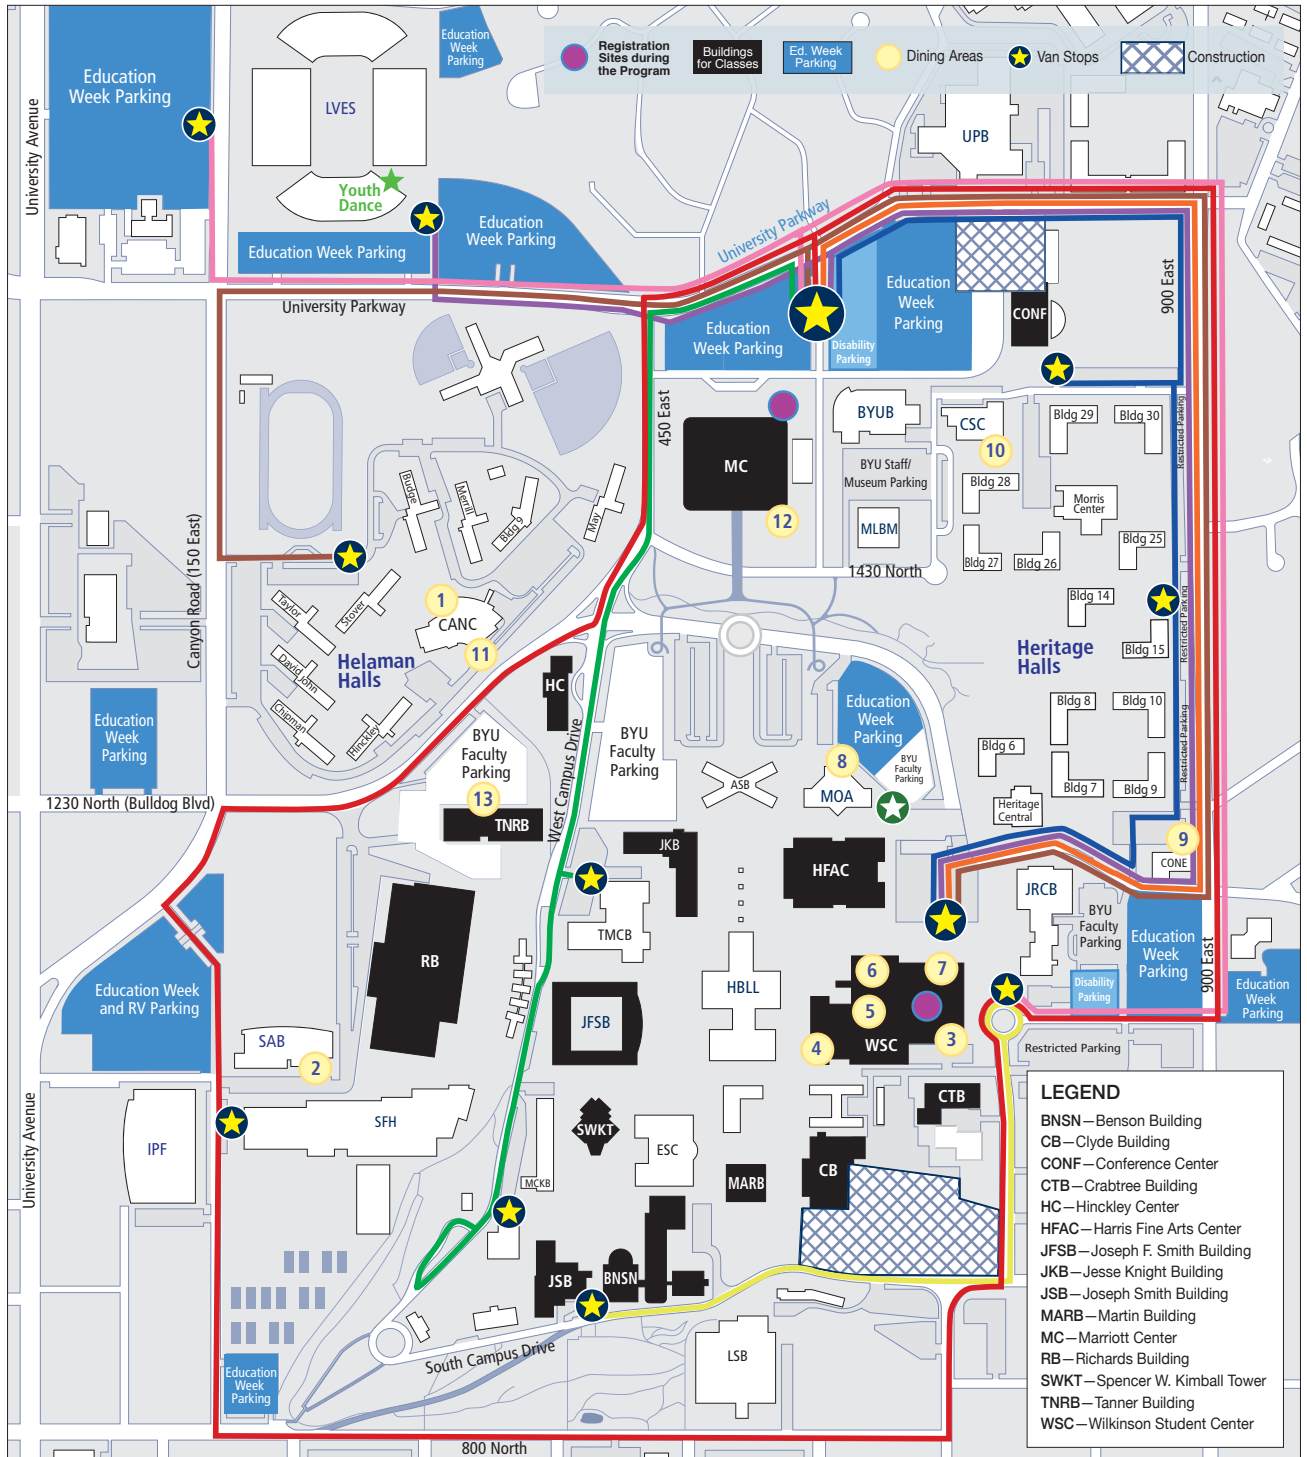 Education
Week Parking
LVES
Education
Week
Parking
Registration
Sites during
the Program
Buildings
for Classes
Ed. Week
Parking
Dining Areas
Van Stops
Construction
University Avenue
UPB
Youth
Dance
Education Week Parking
Education
Week Parking
University Parkway
University Parkway
Education
Week Parking
Disability
Parking
Education
Week
Parking
CONF
900 East
450 East
MC
12
BYUB
CSC
10
BYU Staff/
Museum Parking
MLBM
1430 North
Bldg 29
Bldg 30
Bldg 28
Morris
Center
Bldg 27
Bldg 26
Bldg 25
Bldg 14
Bldg 15
Heritage
Halls
Restricted Parking
Restricted Parking
Restricted Parking
Bldg 8
Bldg 10
Bldg 6
Bldg 7
Bldg 9
Heritage
Central
9
CONE
Budge
Merrill
Bldg 9
May
Canyon Road (150 East)
Taylor
Stover
1
CANC
11
David John
Helaman
Halls
Chipman
Hinckley
HC
Education
Week
Parking
1230 North (Bulldog Blvd)
BYU
Faculty
Parking
13
TNRB
West Campus Drive
BYU
Faculty
Parking
ASB
Education
Week
Parking
8
MOA
BYU
Faculty
Parking
JKB
HFAC
TMCB
RB
JRCB
BYU
Faculty
Parking
Disability
Parking
Education
Week
Parking
900 East
Education
Week
Parking
Education Week
and RV Parking
SAB
2
JFSB
HBLL
6
7
5
4
WSC
3
Restricted Parking
University Avenue
IPF
SFH
SWKT
ESC
MCKB
MARB
CB
CTB
JSB
BNSN
South Campus Drive
LSB
Education
Week
Parking
800 North
LEGEND
BNSN—Benson Building
CB—Clyde Building
CONF—Conference Center
CTB—Crabtree Building
HC—Hinckley Center
HFAC—Harris Fine Arts Center
JFSB—Joseph F. Smith Building
JKB—Jesse Knight Building
JSB—Joseph Smith Building
MARB—Martin Building
MC—Marriott Center
RB—Richards Building
SWKT—Spencer W. Kimball Tower
TNRB—Tanner Building
WSC—Wilkinson Student Center